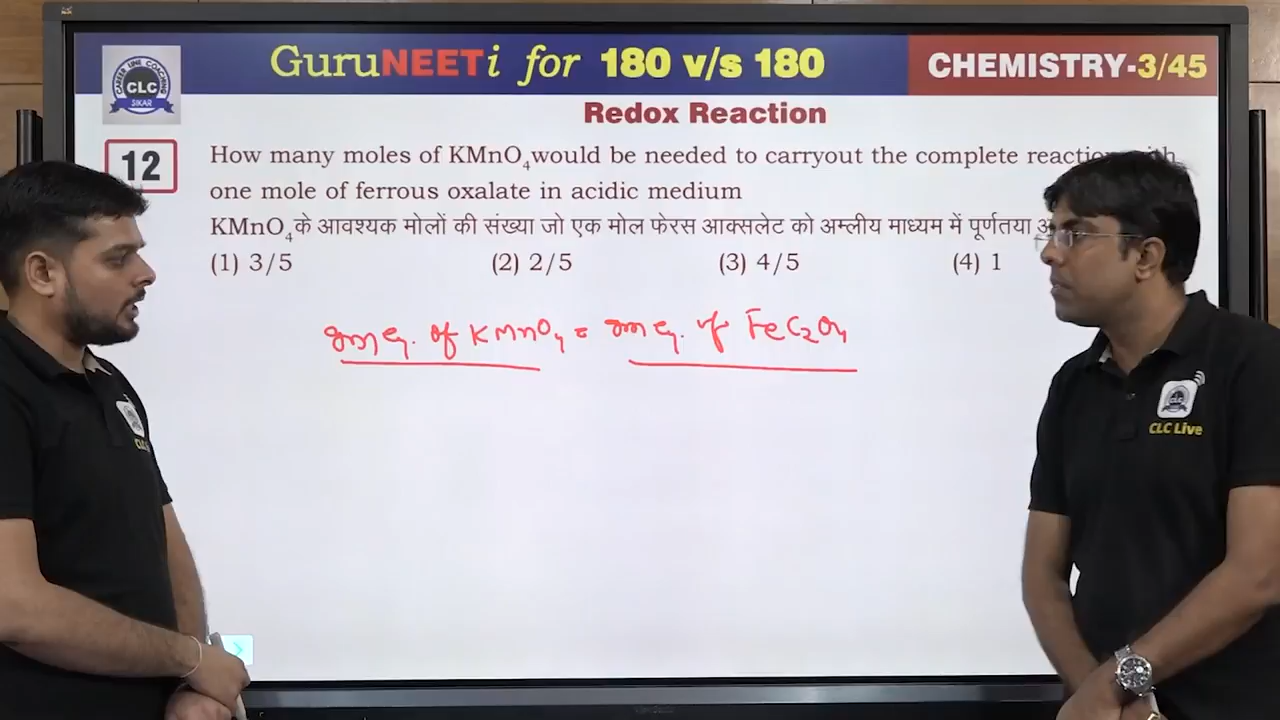 GuruNEETi for 180 v/s 180
CHEMISTRY-3/45
CAREER LINE COACHING
CLC
SIKAR
Redox Reaction
12
How many moles of KMnO₄ would be needed to carryout the complete reaction with
one mole of ferrous oxalate in acidic medium
KMnO₄ के आवश्यक मोलों की संख्या जो एक मोल फेरस आक्सलेट को अम्लीय माध्यम में पूर्णतया
(1) 3/5 (2) 2/5 (3) 4/5 (4) 1
of KMnO₄ = of FeC₂O₄
CLC
CLC Live